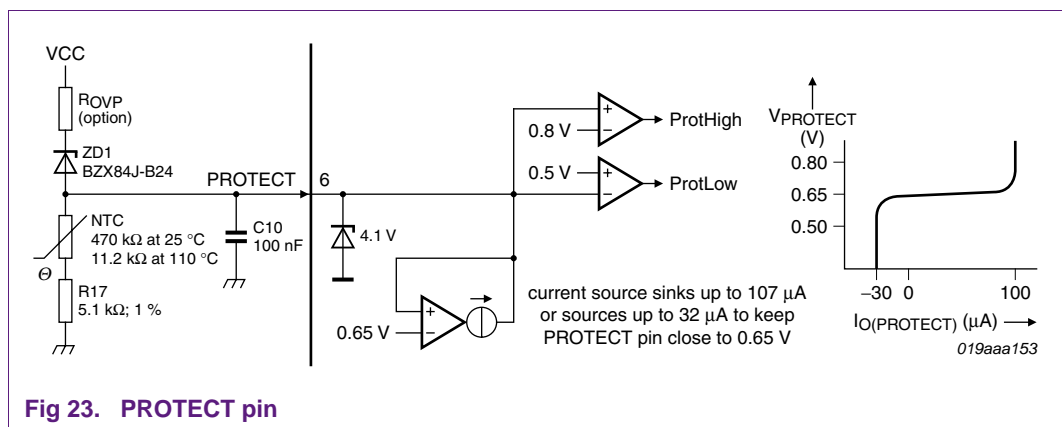 VCC
ROVP
(option)
ZD1
BZX84J-B24
PROTECT
6
NTC
470 kΩ at 25 °C
11.2 kΩ at 110 °C
Θ
C10
100 nF
R17
5.1 kΩ; 1 %
4.1 V
0.65 V
+
−
0.8 V
+
−
ProtHigh
0.5 V
+
−
ProtLow
current source sinks up to 107 μA
or sources up to 32 μA to keep
PROTECT pin close to 0.65 V
VPROTECT
(V)
0.80
0.65
0.50
−30
0
100
IO(PROTECT) (μA)
019aaa153
Fig 23. PROTECT pin